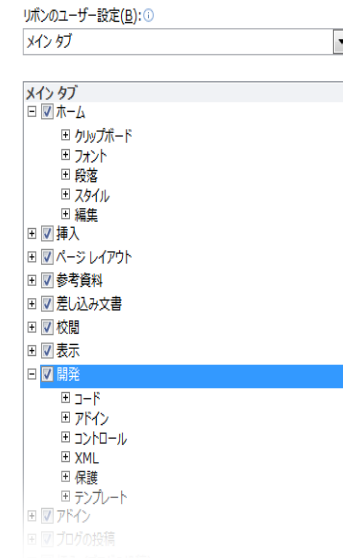 リボンのユーザー設定(B):
メイン タブ
メイン タブ
ホーム
クリップボード
フォント
段落
スタイル
編集
挿入
ページ レイアウト
参考資料
差し込み文書
校閲
表示
開発
コード
アドイン
コントロール
XML
保護
テンプレート
アドイン
ブログの投稿